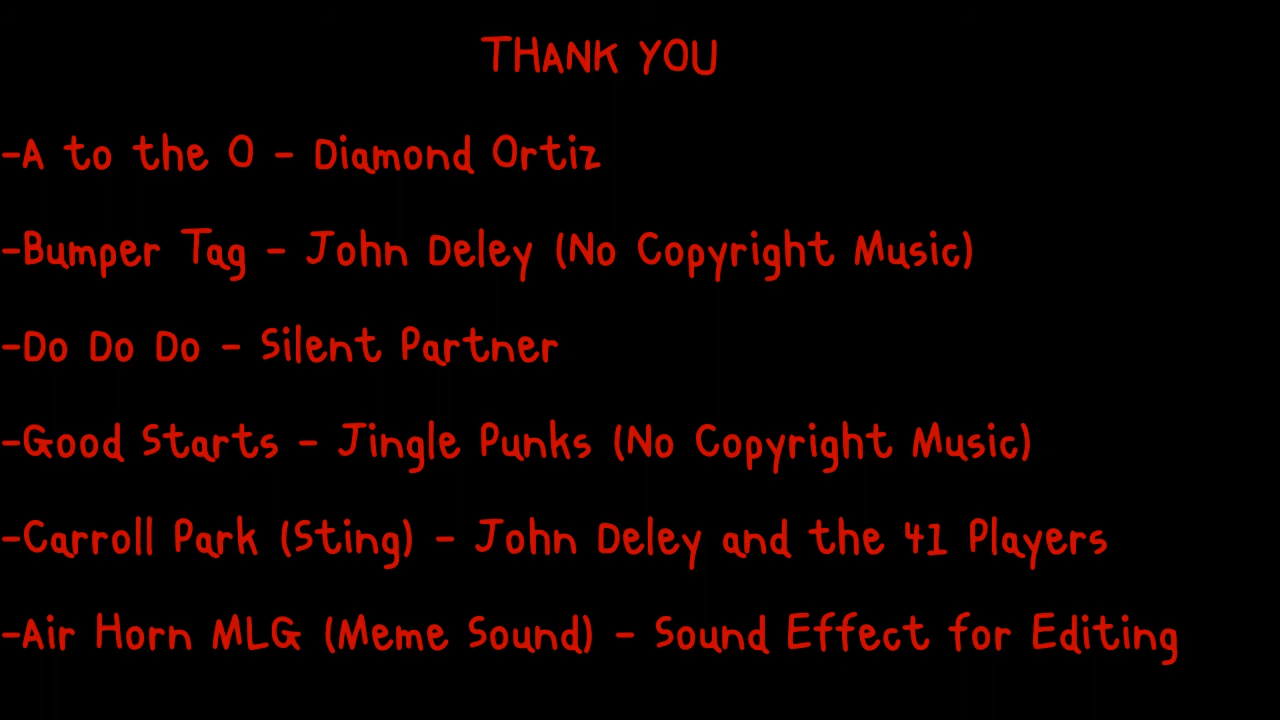 THANK YOU
-A to the O - Diamond Ortiz
-Bumper Tag - John Deley (No Copyright Music)
-Do Do Do - Silent Partner
-Good Starts - Jingle Punks (No Copyright Music)
-Carroll Park (Sting) - John Deley and the 41 Players
-Air Horn MLG (Meme Sound) - Sound Effect for Editing